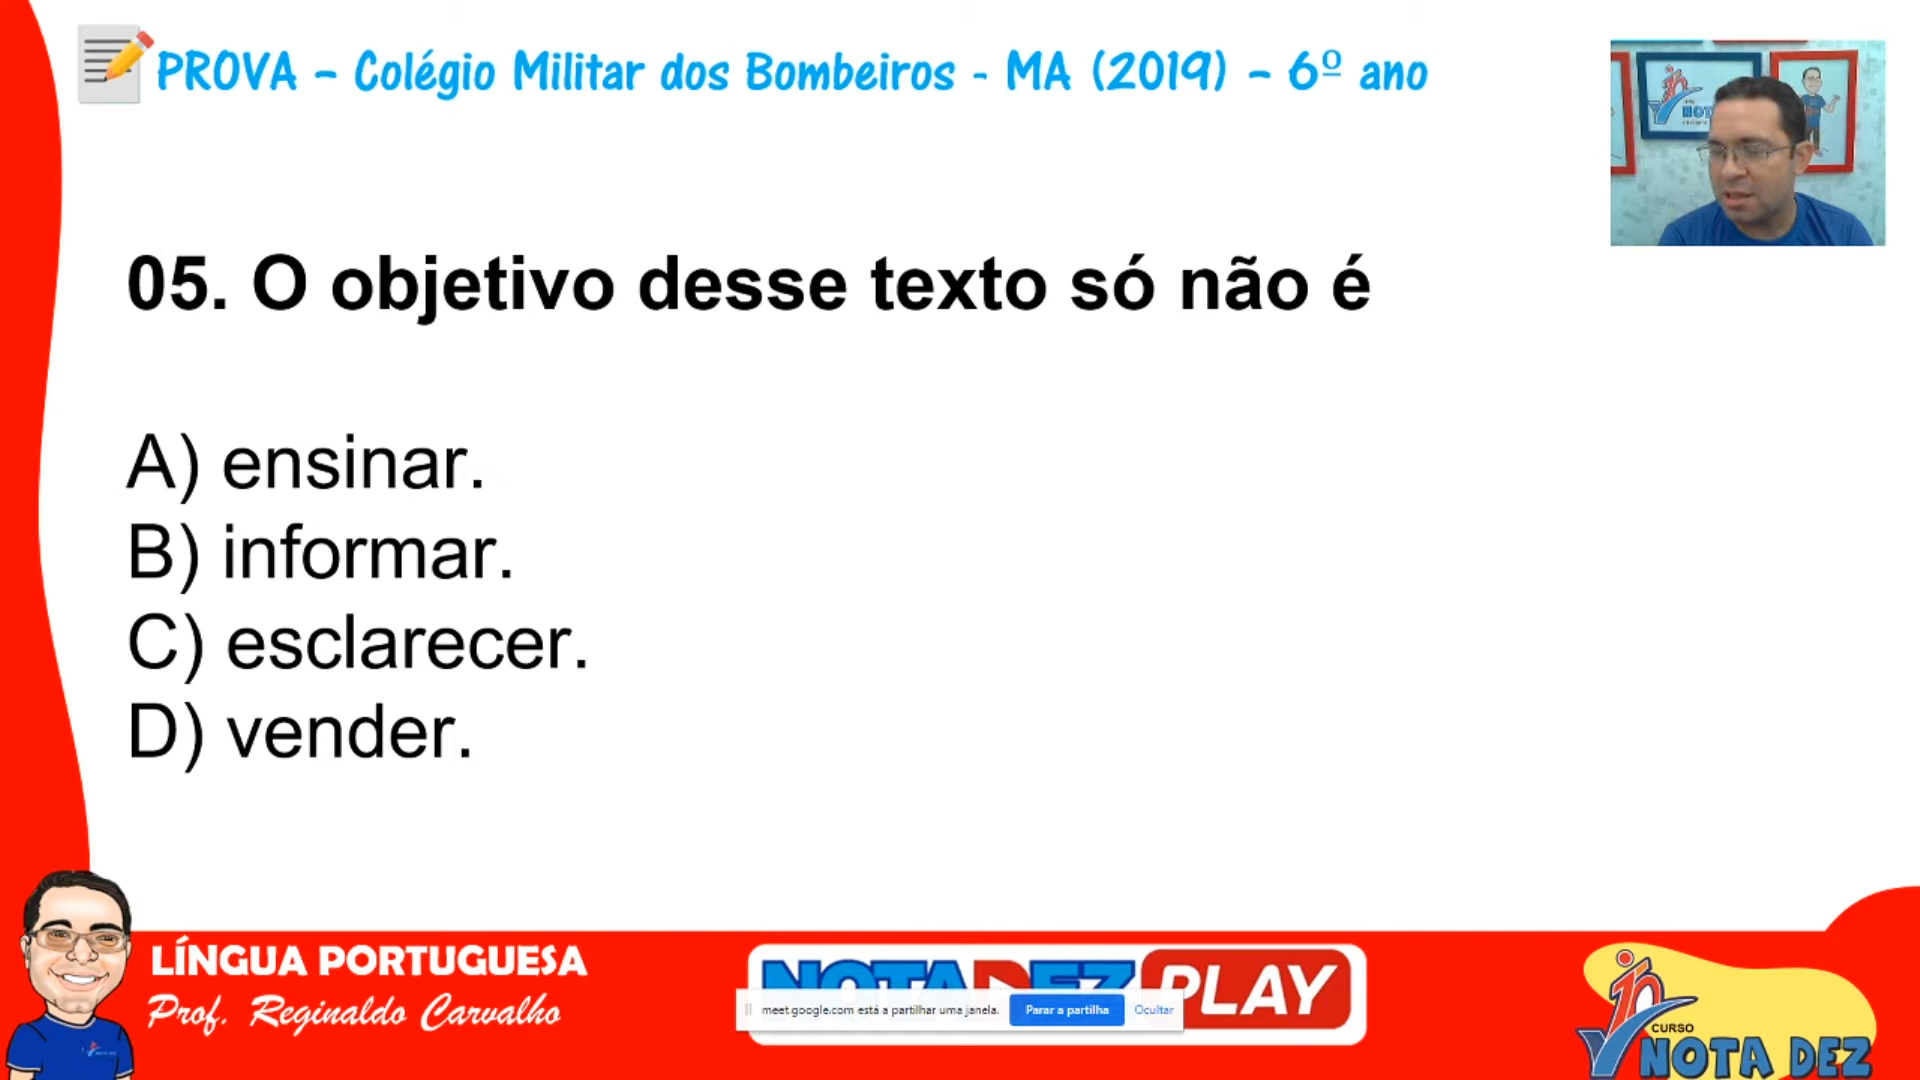 PROVA – Colégio Militar dos Bombeiros - MA (2019) – 6º ano
05. O objetivo desse texto só não é
A) ensinar.
B) informar.
C) esclarecer.
D) vender.
LÍNGUA PORTUGUESA
Prof. Reginaldo Carvalho
NOTA DEZ PLAY
meet.google.com está a partilhar uma janela.
Parar a partilha
Ocultar
CURSO
NOTA DEZ